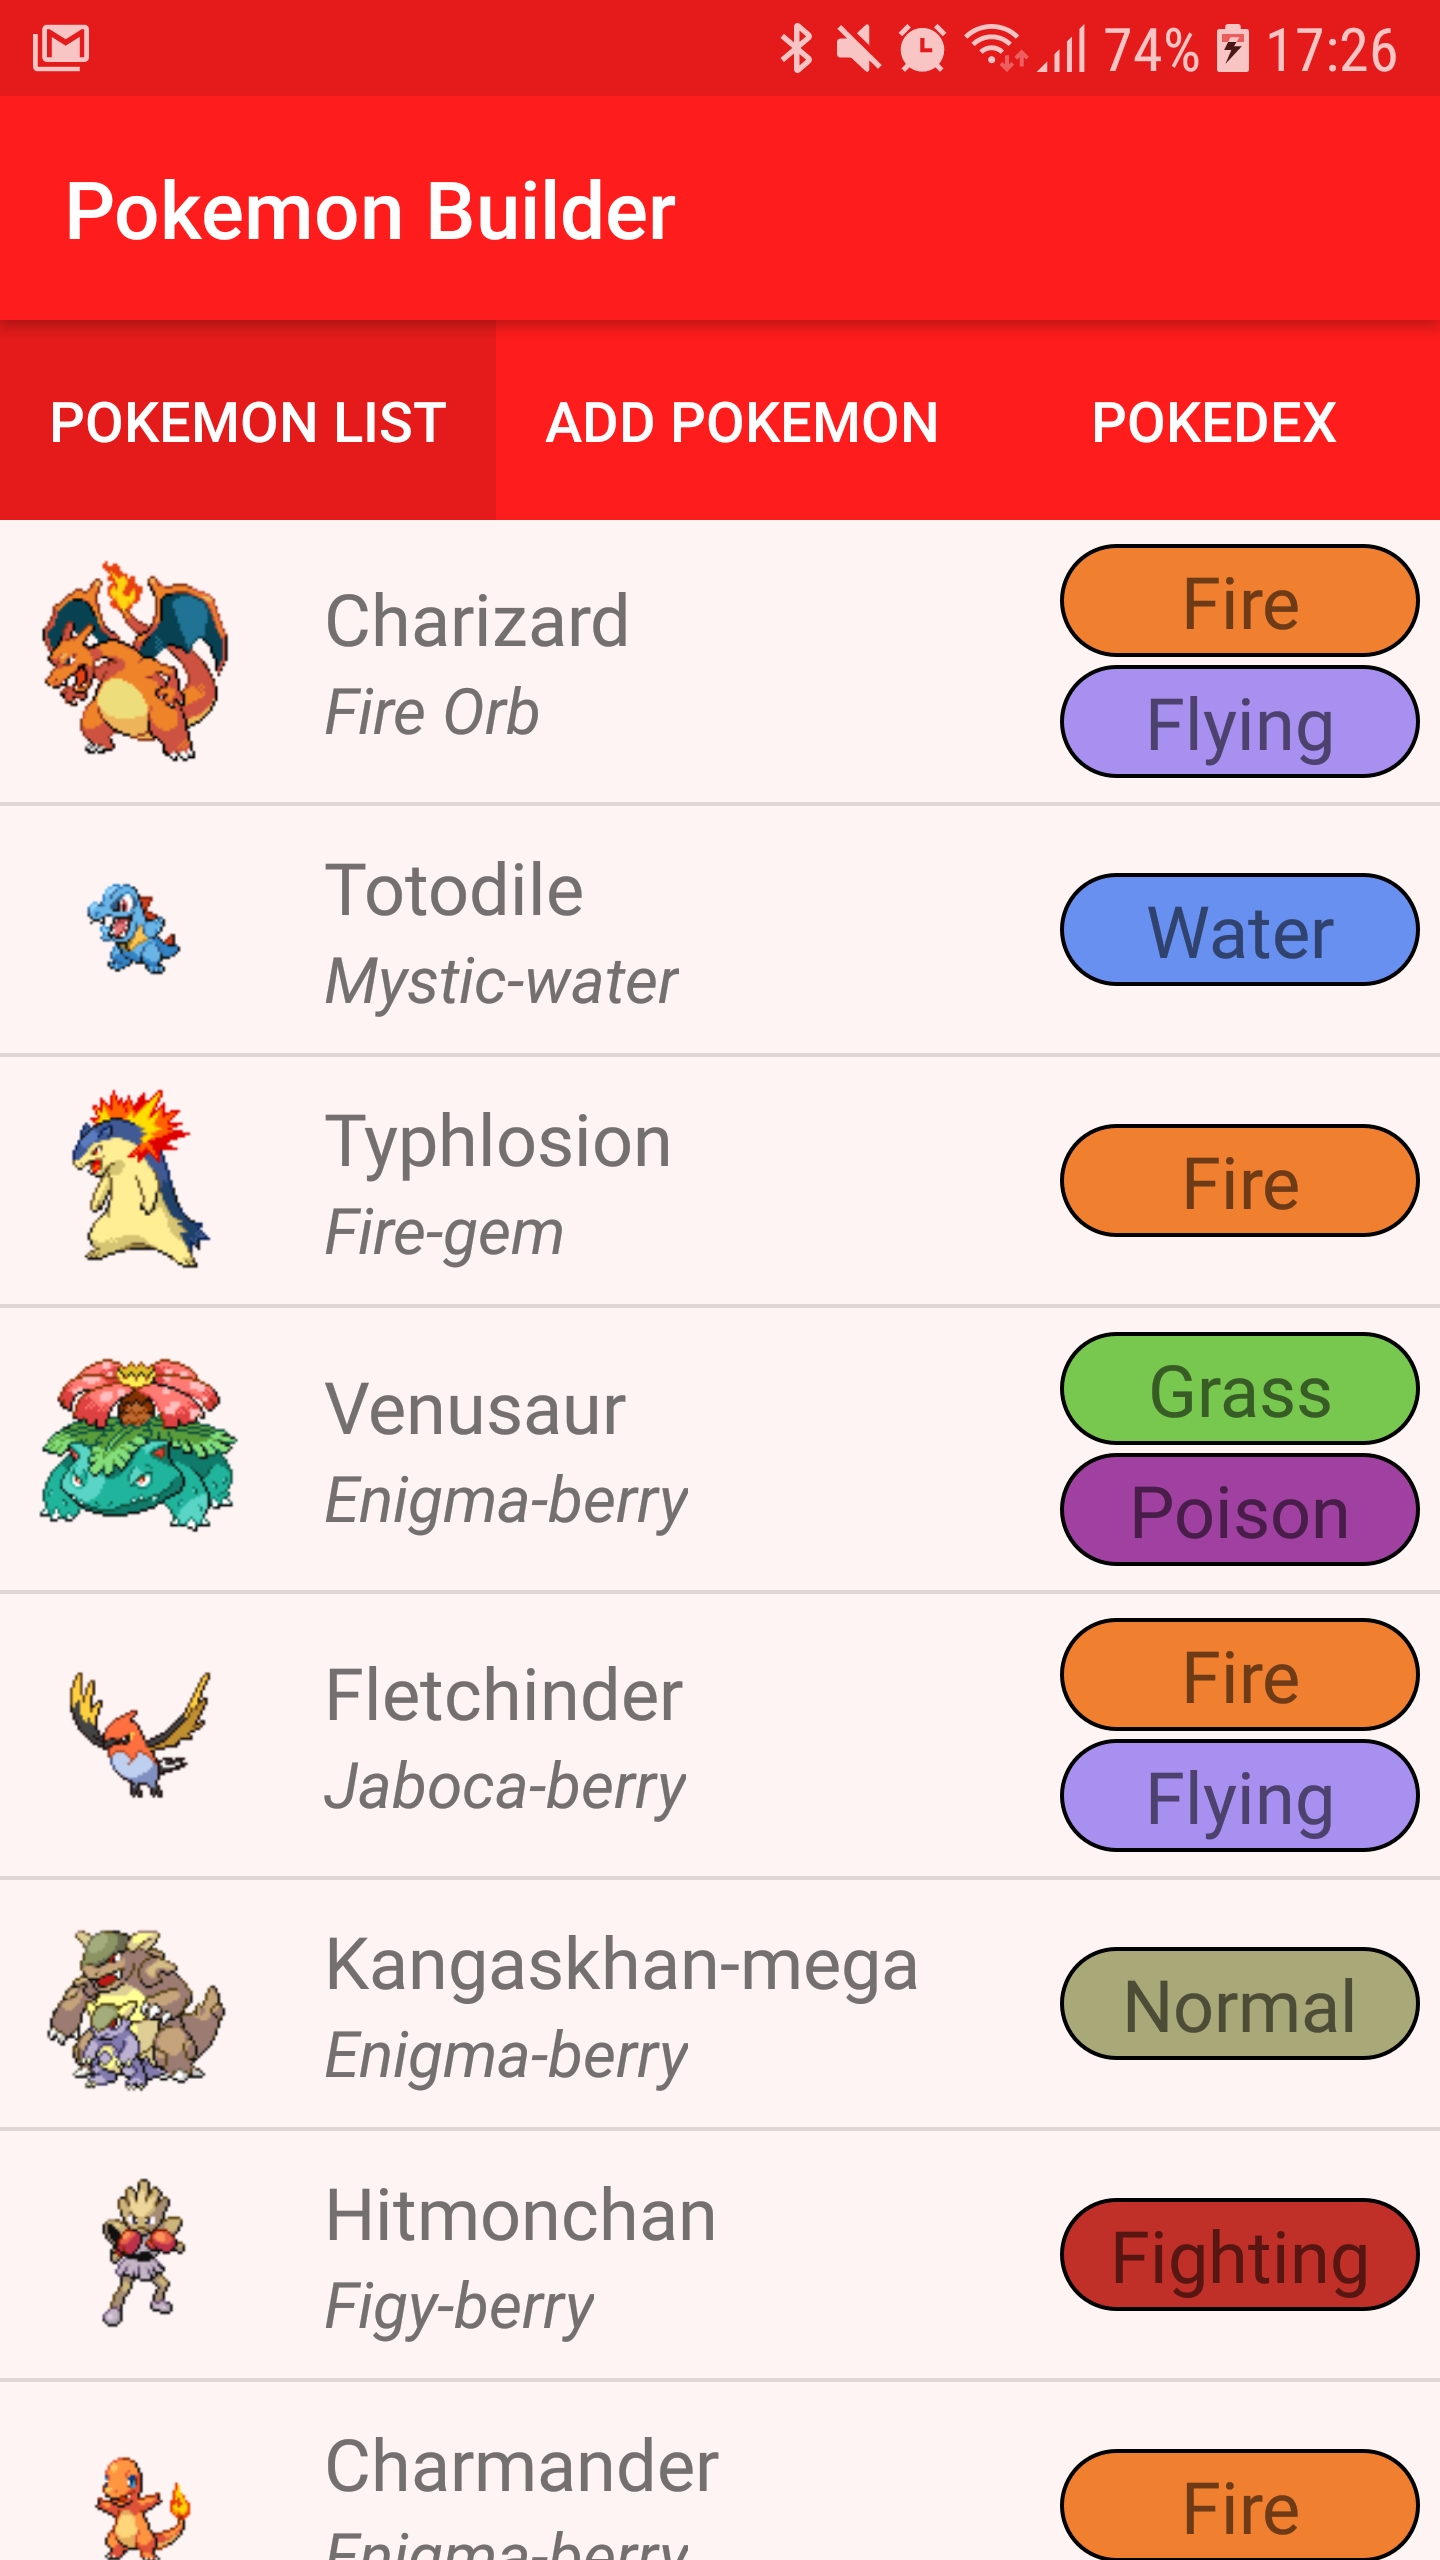 74% 17:26
Pokemon Builder
POKEMON LIST ADD POKEMON POKEDEX
Charizard
Fire Orb
Fire
Flying
Totodile
Mystic-water
Water
Typhlosion
Fire-gem
Fire
Venusaur
Enigma-berry
Grass
Poison
Fletchinder
Jaboca-berry
Fire
Flying
Kangaskhan-mega
Enigma-berry
Normal
Hitmonchan
Figy-berry
Fighting
Charmander
Enigma-berry
Fire